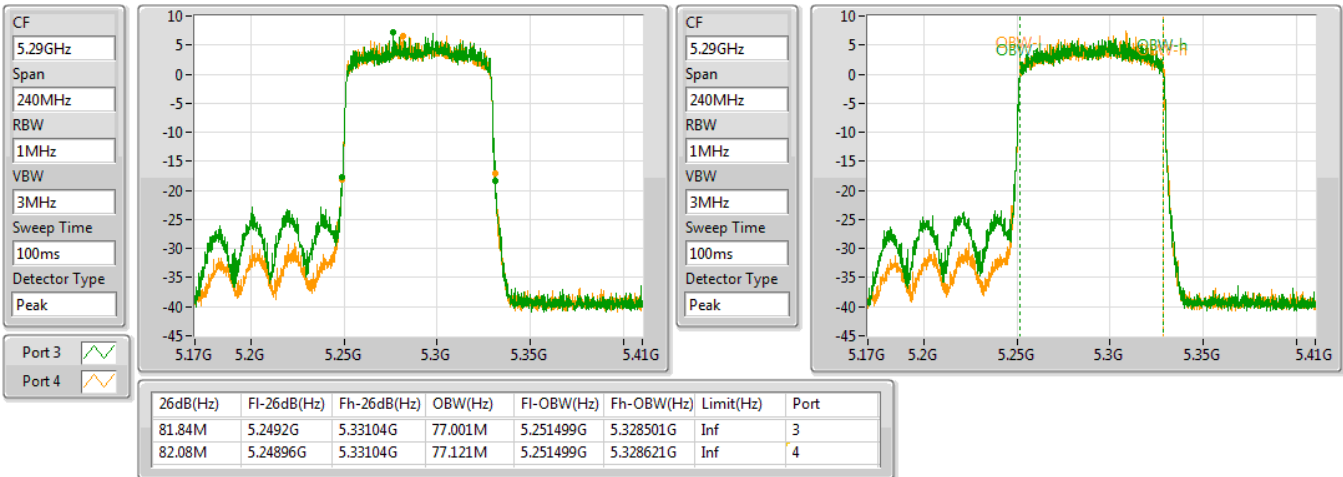 CF
5.29GHz
Span
240MHz
RBW
1MHz
VBW
3MHz
Sweep Time
100ms
Detector Type
Peak
Port 3
Port 4
10
5
0
-5
-10
-15
-20
-25
-30
-35
-40
-45
5.17G 5.2G 5.25G 5.3G 5.35G 5.41G
CF
5.29GHz
Span
240MHz
RBW
1MHz
VBW
3MHz
Sweep Time
100ms
Detector Type
Peak
10
5
0
-5
-10
-15
-20
-25
-30
-35
-40
-45
OBW-h
5.17G 5.2G 5.25G 5.3G 5.35G 5.41G
26dB(Hz) Fl-26dB(Hz) Fh-26dB(Hz) OBW(Hz) Fl-OBW(Hz) Fh-OBW(Hz) Limit(Hz) Port
81.84M 5.2492G 5.33104G 77.001M 5.251499G 5.328501G Inf 3
82.08M 5.24896G 5.33104G 77.121M 5.251499G 5.328621G Inf 4